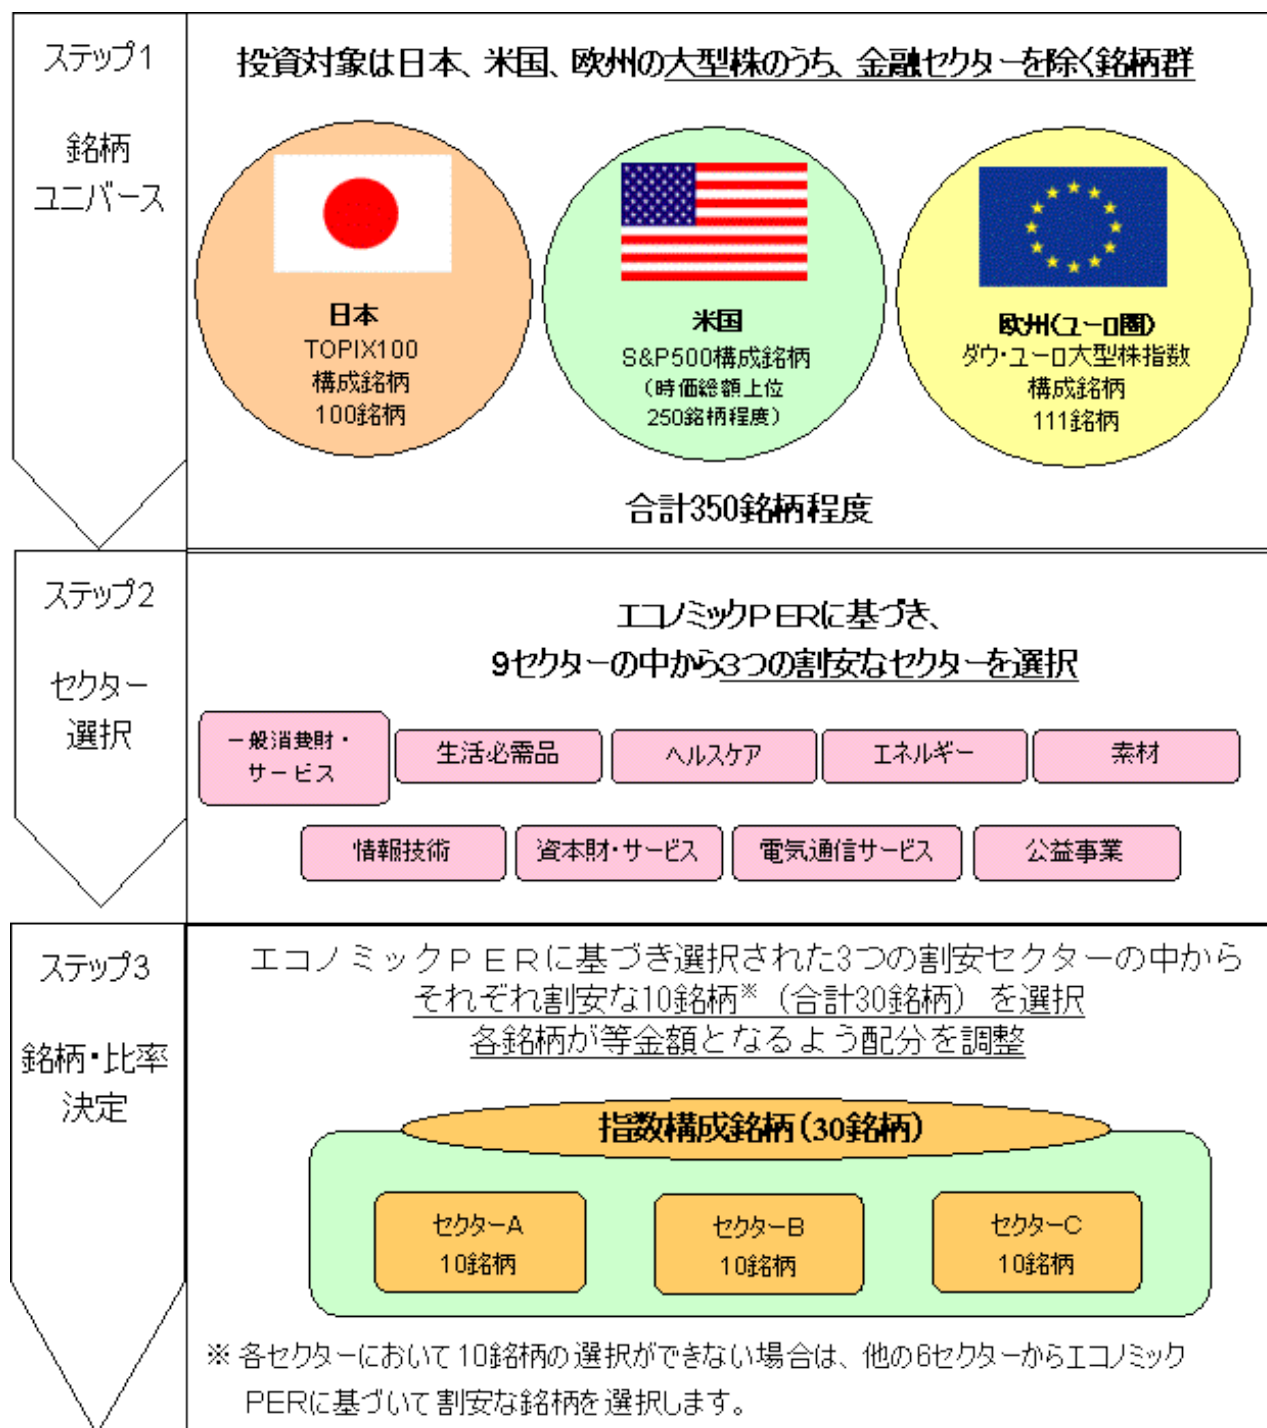 ステップ1
銘柄
ユニバース
投資対象は日本、米国、欧州の大型株のうち、金融セクターを除く銘柄群
日本
TOPIX100
構成銘柄
100銘柄
米国
S&P500構成銘柄
（時価総額上位
250銘柄程度）
欧州(ユーロ圏)
ダウ・ユーロ大型株指数
構成銘柄
111銘柄
合計350銘柄程度
ステップ2
セクター
選択
エコノミックPERに基づき、
9セクターの中から3つの割安なセクターを選択
一般消費財・
サービス
生活必需品
ヘルスケア
エネルギー
素材
情報技術
資本財・サービス
電気通信サービス
公益事業
ステップ3
銘柄・比率
決定
エコノミックPERに基づき選択された3つの割安セクターの中から
それぞれ割安な10銘柄※（合計30銘柄）を選択
各銘柄が等金額となるよう配分を調整
指数構成銘柄(30銘柄)
セクターA
10銘柄
セクターB
10銘柄
セクターC
10銘柄
※ 各セクターにおいて10銘柄の選択ができない場合は、他の6セクターからエコノミック
PERに基づいて割安な銘柄を選択します。